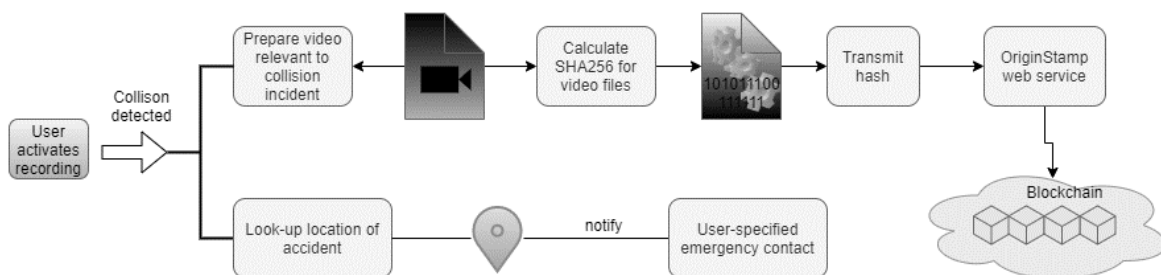 User
activates
recording
Collison
detected
Prepare video
relevant to
collision
incident
Calculate
SHA256 for
video files
101011100
111111
Transmit
hash
OriginStamp
web service
Blockchain
Look-up location of
accident
notify
User-specified
emergency contact